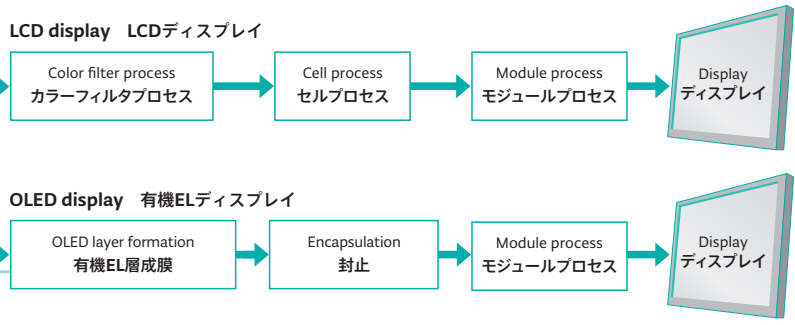 LCD display LCDディスプレイ
Color filter process
カラーフィルタプロセス
Cell process
セルプロセス
Module process
モジュールプロセス
Display
ディスプレイ
OLED display 有機ELディスプレイ
OLED layer formation
有機EL層成膜
Encapsulation
封止
Module process
モジュールプロセス
Display
ディスプレイ